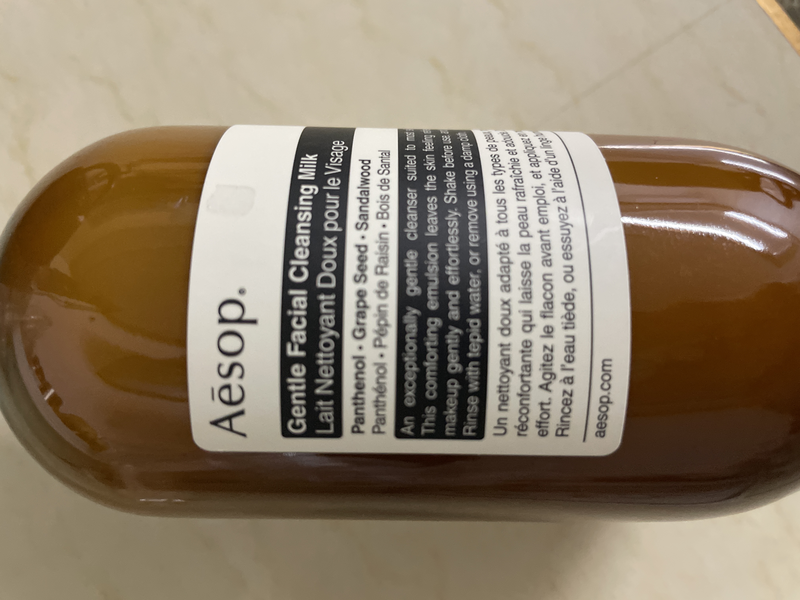 Aēsop.
Gentle Facial Cleansing Milk
Lait Nettoyant Doux pour le Visage
Panthenol • Grape Seed • Sandalwood
Panthénol • Pépin de Raisin • Bois de Santal
An exceptionally gentle cleanser suited to
This comforting emulsion leaves the skin feeling
makeup gently and effortlessly. Shake before use
Rinse with tepid water, or remove using a damp cloth
Un nettoyant doux adapté à tous les types de
réconfortante qui laisse la peau rafraîchie et
effort. Agitez le flacon avant emploi, et appliquez
Rincez à l'eau tiède, ou essuyez à l'aide d'un linge
aesop.com